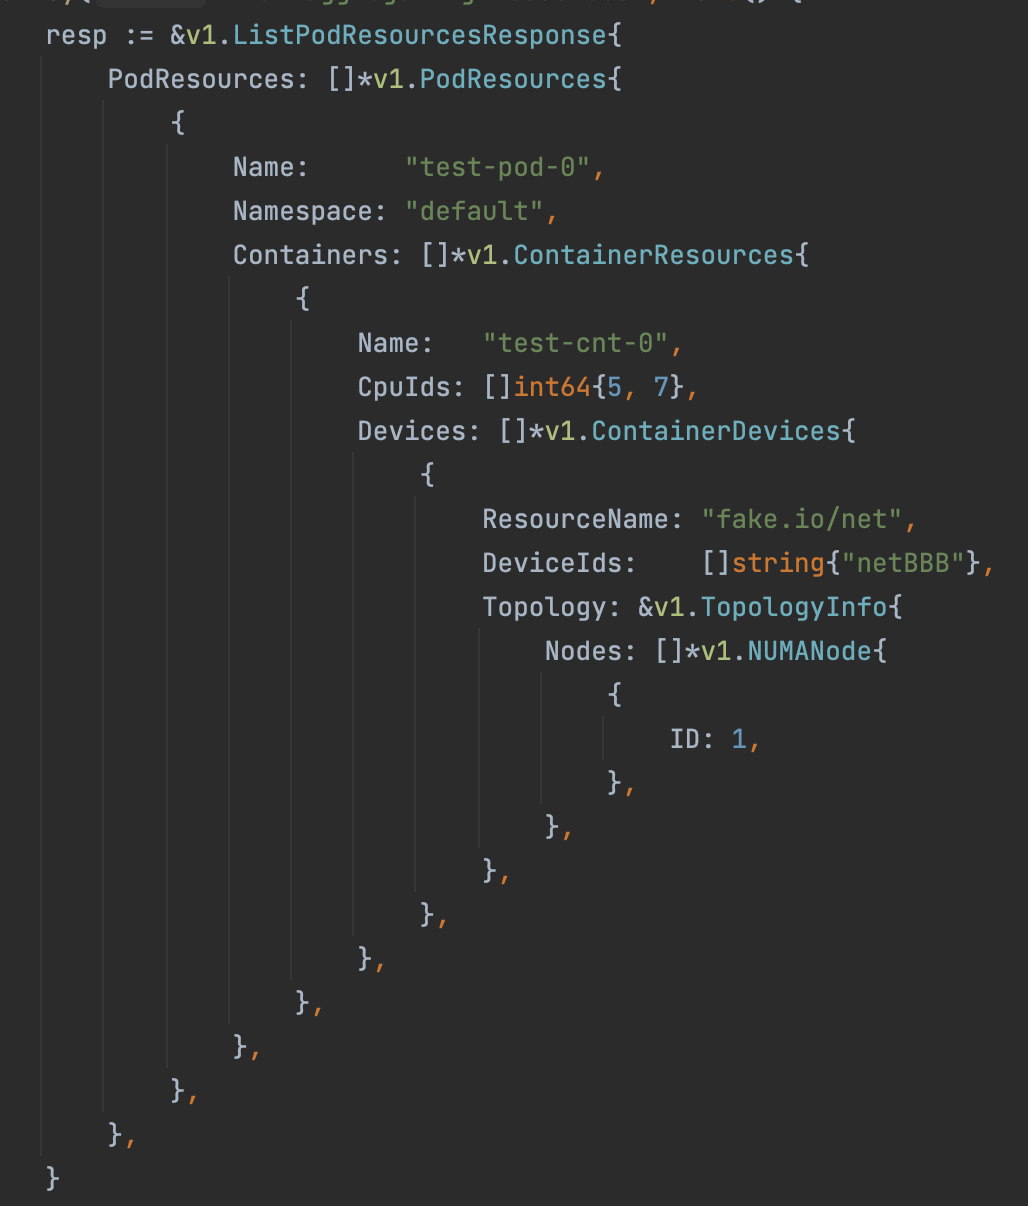 resp := &v1.ListPodResourcesResponse{
PodResources: []*v1.PodResources{
{
Name: "test-pod-0",
Namespace: "default",
Containers: []*v1.ContainerResources{
{
Name: "test-cnt-0",
CpuIds: []int64{5, 7},
Devices: []*v1.ContainerDevices{
{
ResourceName: "fake.io/net",
DeviceIds: []string{"netBBB"},
Topology: &v1.TopologyInfo{
Nodes: []*v1.NUMANode{
{
ID: 1,
},
},
},
},
},
},
},
},
},
}